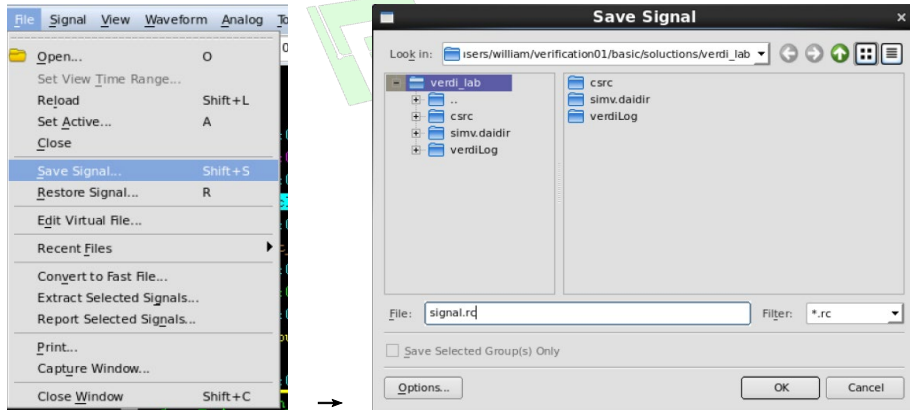 File Signal View Waveform Analog To
Open... O
Set View Time Range...
Reload Shift+L
Set Active... A
Close
Save Signal... Shift+S
Restore Signal... R
Edit Virtual File...
Recent Files
Convert to Fast File...
Extract Selected Signals...
Report Selected Signals...
Print...
Capture Window...
Close Window Shift+C
→
Save Signal ×
Look in: isers/william/verification01/basic/soluctions/verdi_lab
verdi_lab
..
csrc
simv.daidir
verdiLog
csrc
simv.daidir
verdiLog
File: signal.rc Filter: *.rc
Save Selected Group(s) Only
Options... OK Cancel